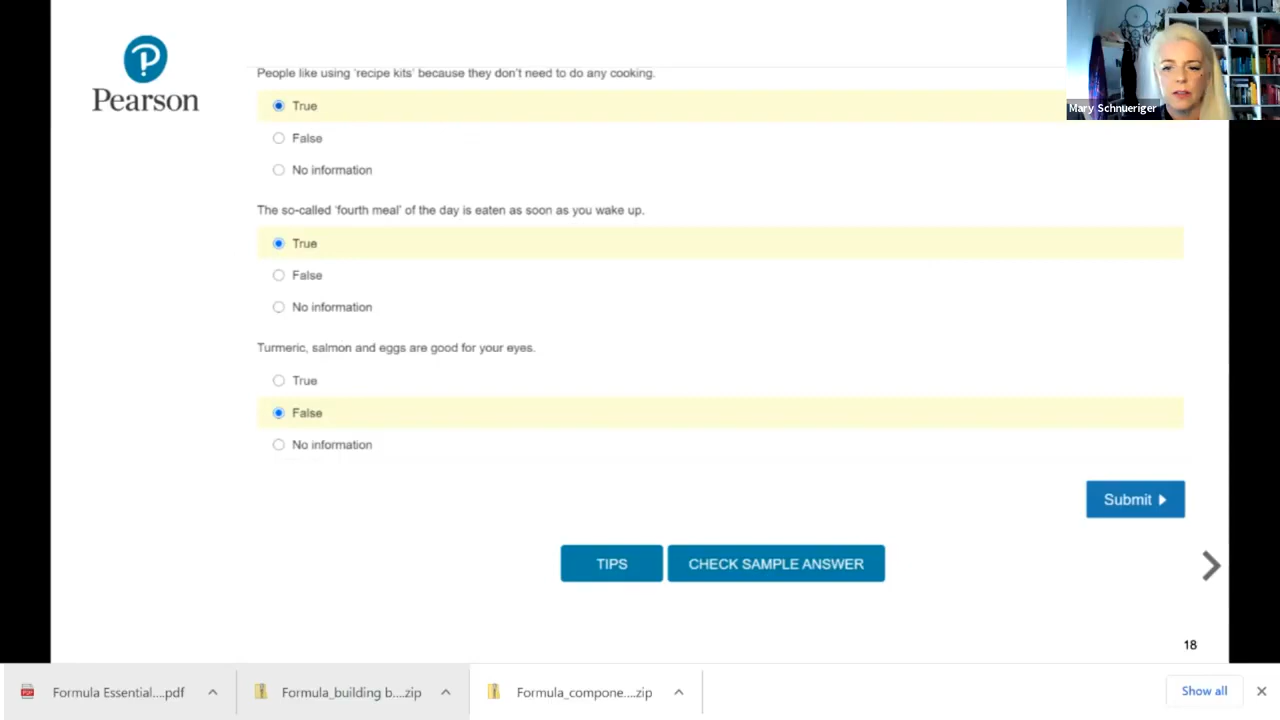 Pearson
People like using 'recipe kits' because they don't need to do any cooking.
True
False
No information
The so-called 'fourth meal' of the day is eaten as soon as you wake up.
True
False
No information
Turmeric, salmon and eggs are good for your eyes.
True
False
No information
Submit
TIPS
CHECK SAMPLE ANSWER
18
Mary Schnueriger
Formula Essential....pdf
Formula_building b....zip
Formula_compone....zip
Show all